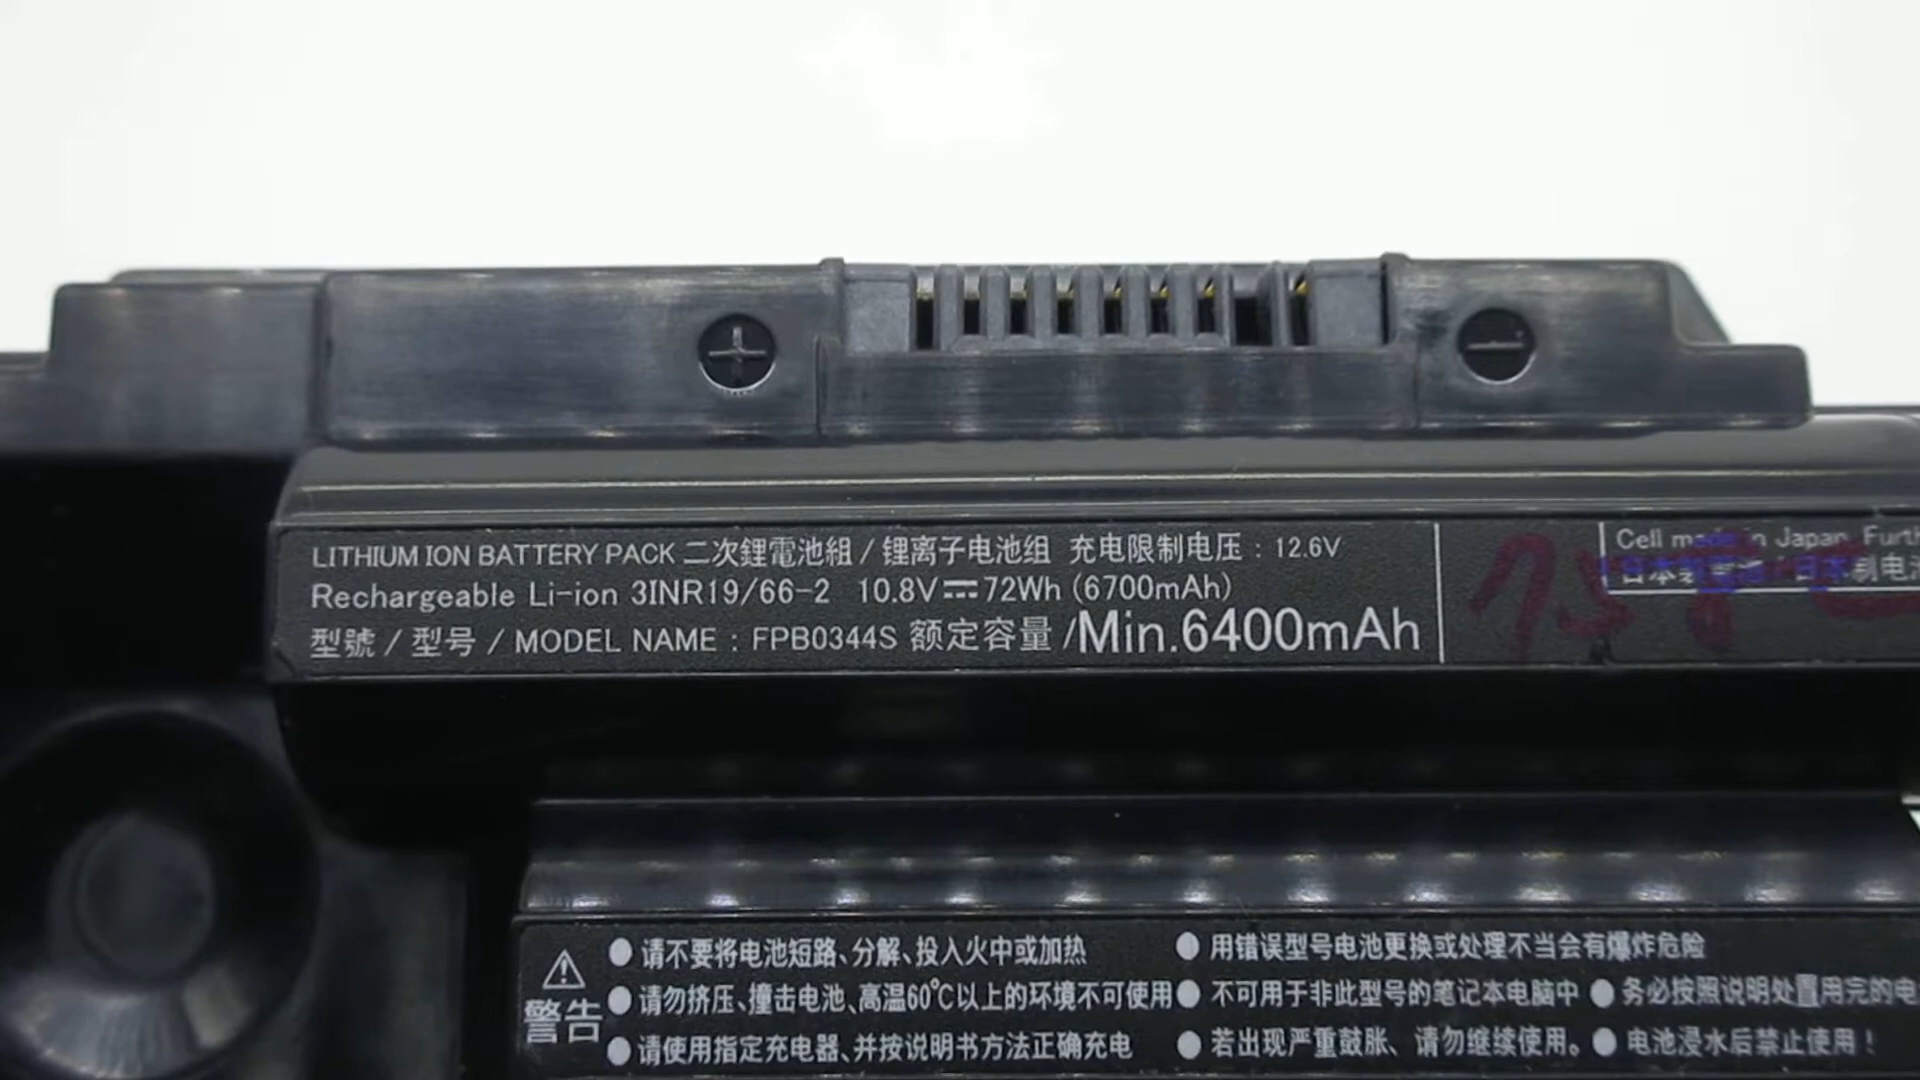 LITHIUM ION BATTERY PACK 二次鋰電池組 / 锂离子电池组 充电限制电压 : 12.6V
Rechargeable Li-ion 3INR19/66-2 10.8V⎓72Wh (6700mAh)
型號 / 型号 / MODEL NAME : FPB0344S 额定容量 /Min.6400mAh
Cell made in Japan,
警告
●请不要将电池短路、分解、投入火中或加热
●请勿挤压、撞击电池、高温60℃以上的环境不可使用
●请使用指定充电器、并按说明书方法正确充电
●用错误型号电池更换或处理不当会有爆炸危险
●不可用于非此型号的笔记本电脑中
●若出现严重鼓胀、请勿继续使用。
●务必按照说明处置用完的电
●电池浸水后禁止使用！